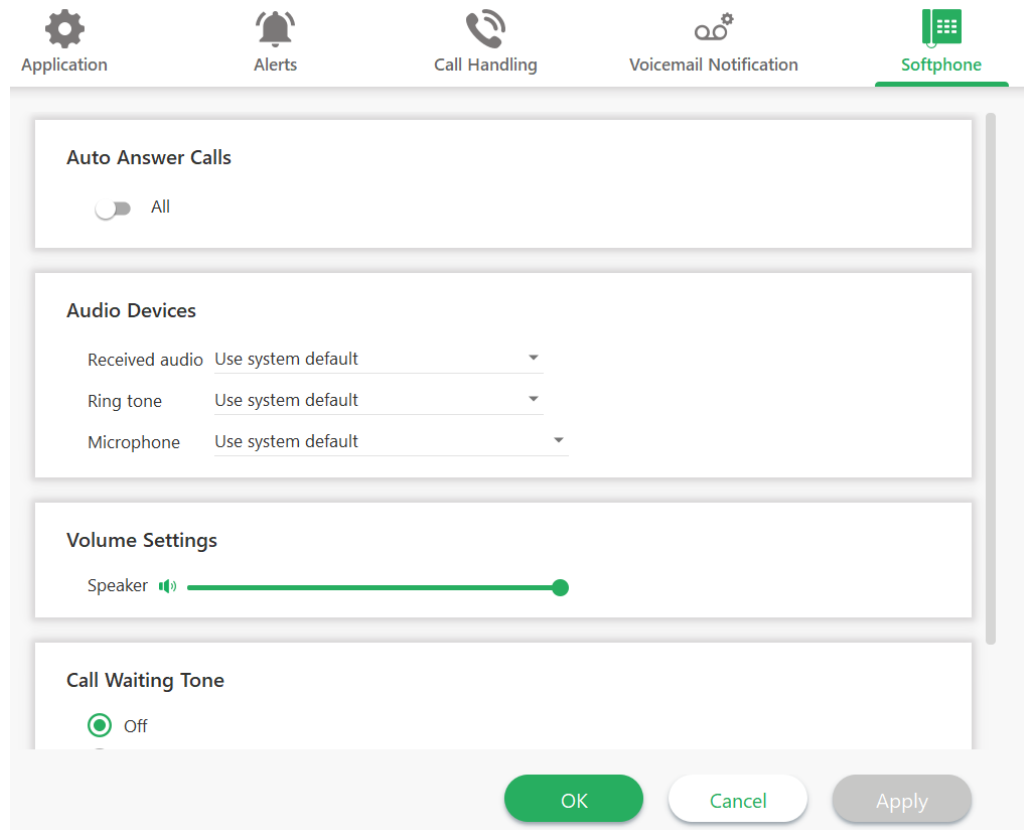 Application Alerts Call Handling Voicemail Notification Softphone
Auto Answer Calls
All
Audio Devices
Received audio Use system default
Ring tone Use system default
Microphone Use system default
Volume Settings
Speaker
Call Waiting Tone
Off
OK Cancel Apply